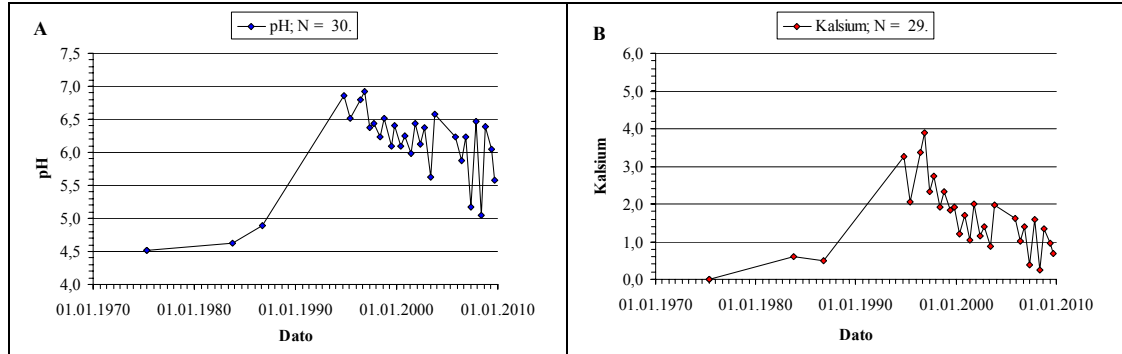 A
pH; N = 30.
7,5
7,0
6,5
6,0
5,5
5,0
4,5
4,0
pH
01.01.1970 01.01.1980 01.01.1990 01.01.2000 01.01.2010
Dato
B
Kalsium; N = 29.
6,0
5,0
4,0
3,0
2,0
1,0
0,0
Kalsium
01.01.1970 01.01.1980 01.01.1990 01.01.2000 01.01.2010
Dato